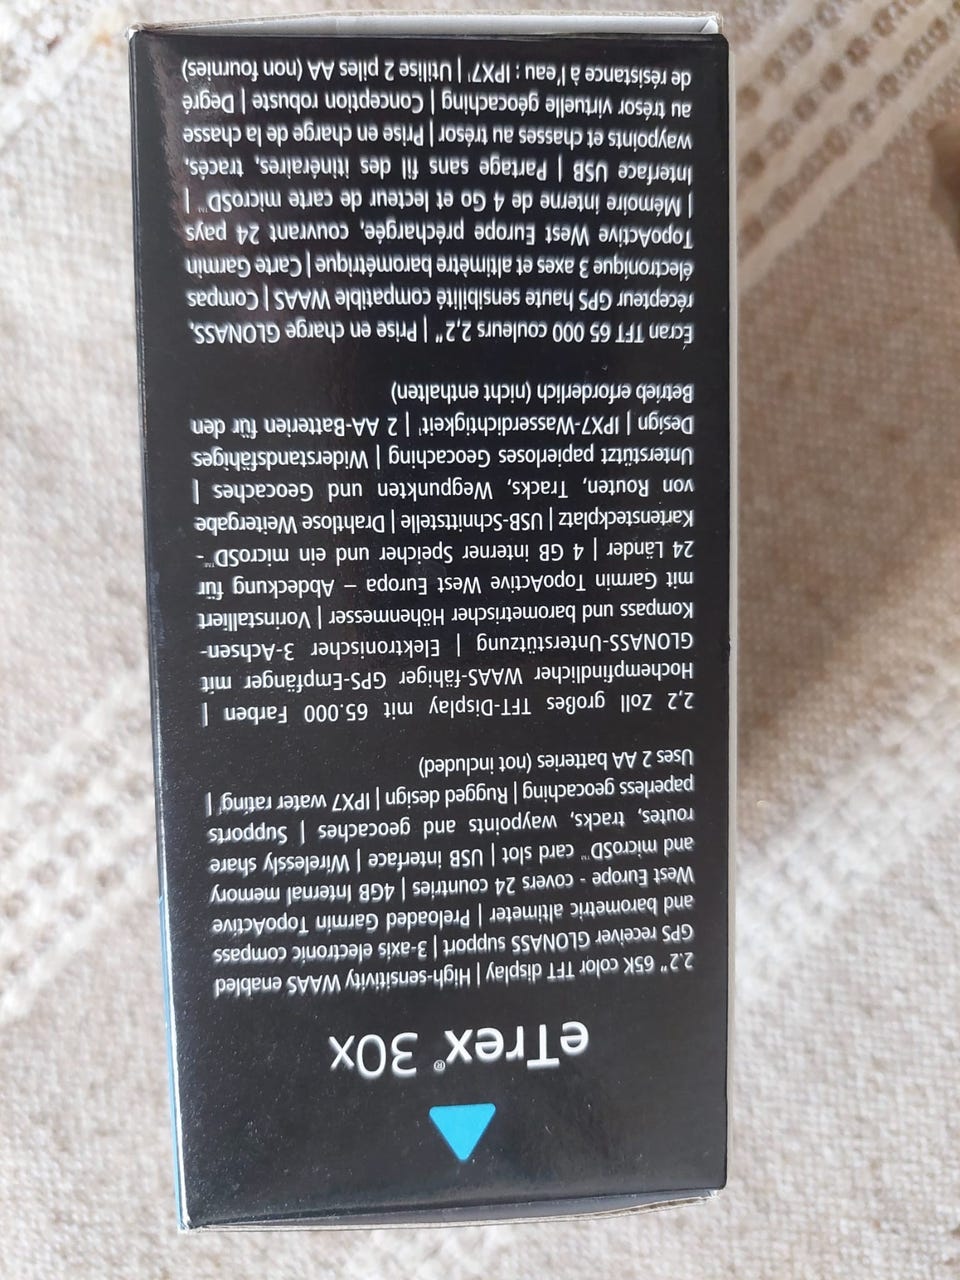 eTrex® 30x
2.2" 65K color TFT display | High-sensitivity WAAS enabled
GPS receiver GLONASS support | 3-axis electronic compass
and barometric altimeter | Preloaded Garmin TopoActive
West Europe - covers 24 countries | 4GB Internal memory
and microSD™ card slot | USB interface | Wirelessly share
routes, tracks, waypoints and geocaches | Supports
paperless geocaching | Rugged design | IPX7 water rating¹ |
Uses 2 AA batteries (not included)
2,2 Zoll großes TFT-Display mit 65.000 Farben |
Hochempfindlicher WAAS-fähiger GPS-Empfänger mit
GLONASS-Unterstützung | Elektronischer 3-Achsen-
Kompass und barometrischer Höhenmesser | Vorinstalliert
mit Garmin TopoActive West Europa – Abdeckung für
24 Länder | 4 GB interner Speicher und ein microSD™-
Kartensteckplatz | USB-Schnittstelle | Drahtlose Weitergabe
von Routen, Tracks, Wegpunkten und Geocaches |
Unterstützt papierloses Geocaching | Widerstandsfähigs
Design | IPX7-Wasserdichtigkeit¹ | 2 AA-Batterien für den
Betrieb erforderlich (nicht enthalten)
Écran TFT 65 000 couleurs 2,2" | Prise en charge GLONASS,
récepteur GPS haute sensibilité compatible WAAS | Compas
électronique 3 axes et altimètre barométrique | Carte Garmin
TopoActive West Europe préchargée, couvrant 24 pays
| Mémoire interne de 4 Go et lecteur de carte microSD™ |
Interface USB | Partage sans fil des itinéraires, tracés,
waypoints et chasses au trésor | Prise en charge de la chasse
au trésor virtuelle géocaching | Conception robuste | Degré
de résistance à l'eau : IPX7¹ | Utilise 2 piles AA (non fournies)